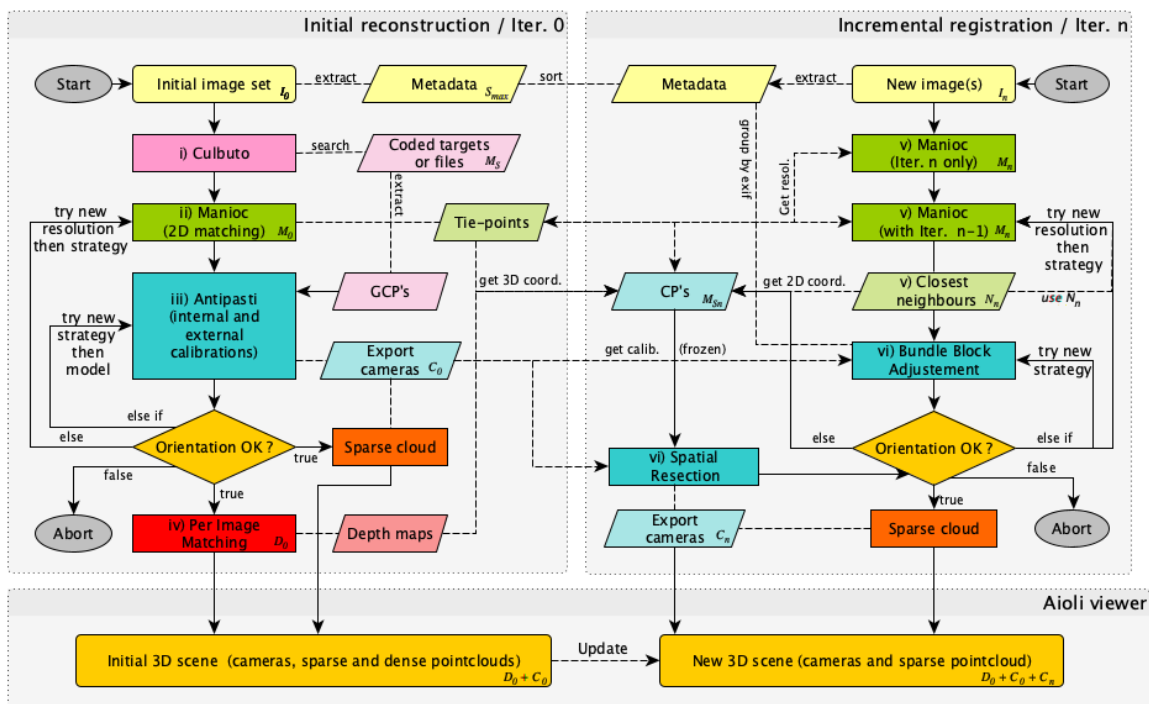 Initial reconstruction / Iter. 0
Start
Initial image set
I0
extract
Metadata
Smax
sort
i) Culbuto
search
Coded targets
or files
MS
extract
try new
resolution
then strategy
ii) Manioc
(2D matching)
M0
Tie-points
iii) Antipasti
(internal and
external
calibrations)
GCP's
get 3D coord.
try new
strategy
then
model
Export
cameras
C0
else if
else
Orientation OK ?
true
Sparse cloud
false
true
Abort
iv) Per Image
Matching
D0
Depth maps
Incremental registration / Iter. n
Metadata
extract
New image(s)
In
Start
group by exif
Get resol.
v) Manioc
(Iter. n only)
Mn
v) Manioc
(with Iter. n-1)
Mn
try new
resolution
then
strategy
CP's
MSn
get 2D coord.
v) Closest
neighbours
Nn
use Nn
get calib.
(frozen)
vi) Bundle Block
Adjustement
try new
strategy
else
Orientation OK ?
else if
vi) Spatial
Resection
false
true
Export
cameras
Cn
Sparse cloud
Abort
Aioli viewer
Initial 3D scene (cameras, sparse and dense pointclouds)
D0 + C0
Update
New 3D scene (cameras and sparse pointcloud)
D0 + C0 + Cn